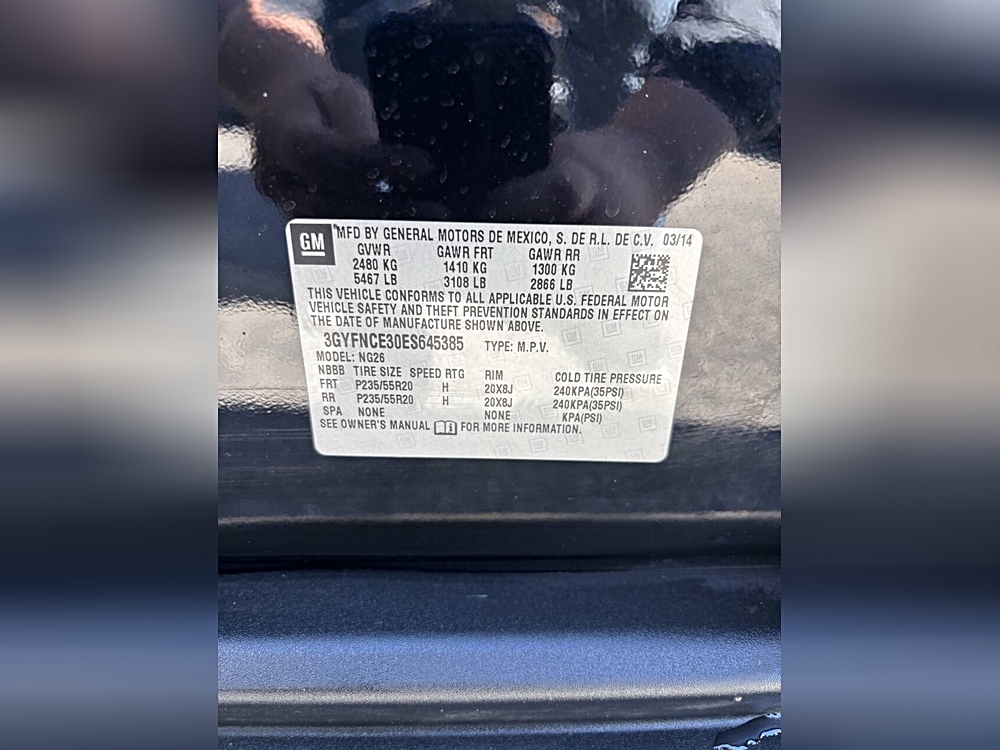 GM
*MFD BY GENERAL MOTORS DE MEXICO, S. DE R.L. DE C.V. 03/14
GVWR GAWR FRT GAWR RR
2480 KG 1410 KG 1300 KG
5467 LB 3108 LB 2866 LB
THIS VEHICLE CONFORMS TO ALL APPLICABLE U.S. FEDERAL MOTOR
VEHICLE SAFETY AND THEFT PREVENTION STANDARDS IN EFFECT ON
THE DATE OF MANUFACTURE SHOWN ABOVE.
3GYFNCE30ES645385 TYPE: M.P.V.
MODEL: NG26
NBBB TIRE SIZE SPEED RTG RIM COLD TIRE PRESSURE
FRT P235/55R20 H 20X8J 240KPA(35PSI)
RR P235/55R20 H 20X8J 240KPA(35PSI)
SPA NONE NONE KPA(PSI)
SEE OWNER'S MANUAL FOR MORE INFORMATION.